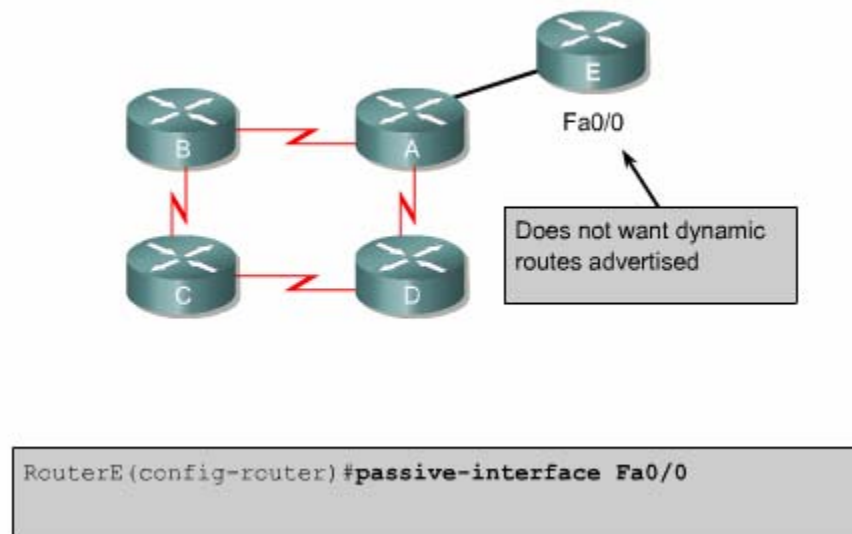 E
Fa0/0
B
A
Does not want dynamic
routes advertised
C
D
RouterE(config-router)#passive-interface Fa0/0